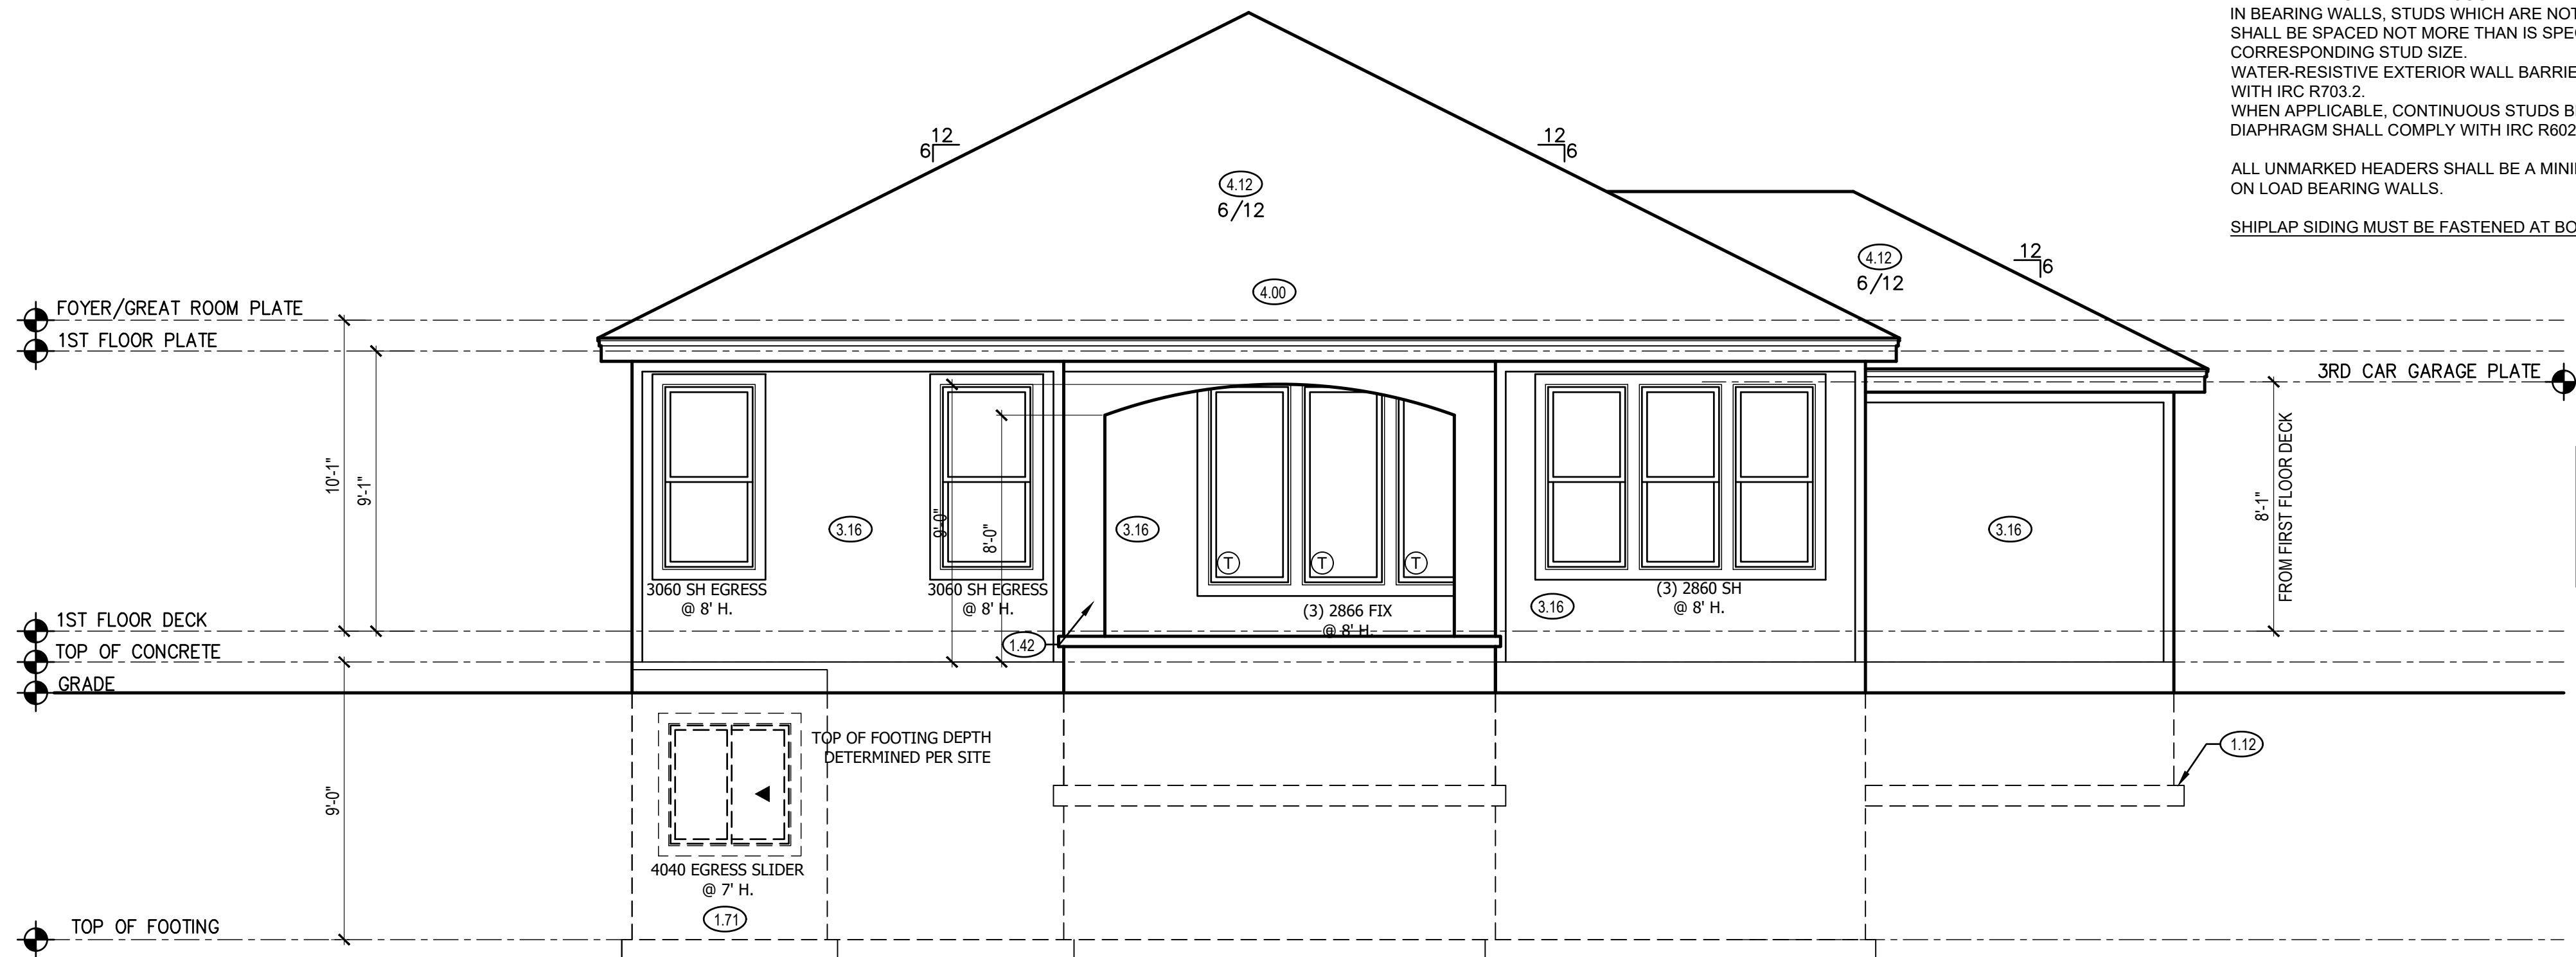 IN BEARING WALLS, STUDS WHICH ARE NOT
SHALL BE SPACED NOT MORE THAN IS SPE
CORRESPONDING STUD SIZE.
WATER-RESISTIVE EXTERIOR WALL BARRIE
WITH IRC R703.2.
WHEN APPLICABLE, CONTINUOUS STUDS B
DIAPHRAGM SHALL COMPLY WITH IRC R602
ALL UNMARKED HEADERS SHALL BE A MINI
ON LOAD BEARING WALLS.
SHIPLAP SIDING MUST BE FASTENED AT BO
12
6
12
6
4.12
6/12
12
6
4.12
6/12
4.00
FOYER/GREAT ROOM PLATE
1ST FLOOR PLATE
3RD CAR GARAGE PLATE
10'-1"
9'-1"
9'-0"
8'-0"
8'-1"
FROM FIRST FLOOR DECK
3.16
3.16
3.16
T
T
T
3060 SH EGRESS
@ 8' H.
3060 SH EGRESS
@ 8' H.
(3) 2866 FIX
@ 8' H.
(3) 2860 SH
@ 8' H.
3.16
1ST FLOOR DECK
1.42
TOP OF CONCRETE
GRADE
TOP OF FOOTING DEPTH
DETERMINED PER SITE
1.12
9'-0"
4040 EGRESS SLIDER
@ 7' H.
1.71
TOP OF FOOTING